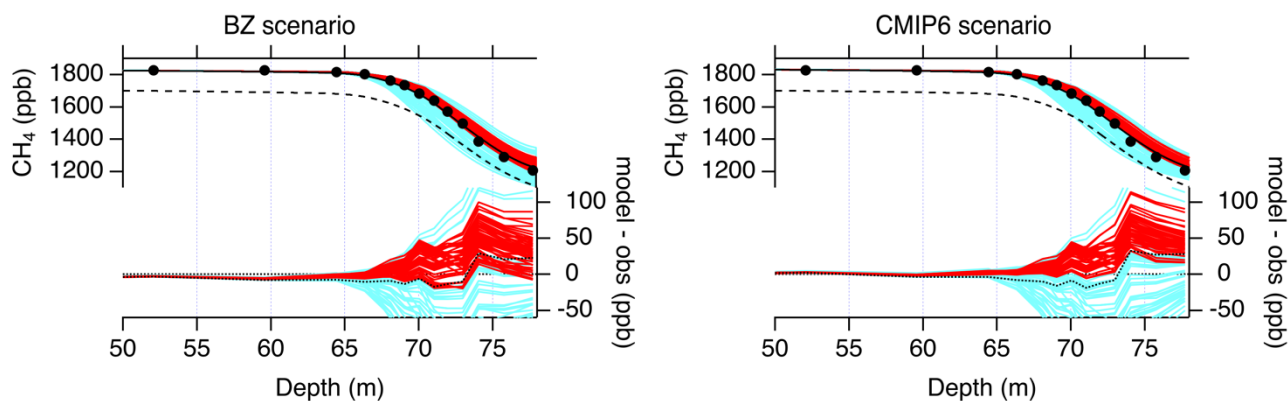 BZ scenario
CH4 (ppb)
1800
1600
1400
1200
model - obs (ppb)
100
50
0
-50
50 55 60 65 70 75
Depth (m)
CMIP6 scenario
CH4 (ppb)
1800
1600
1400
1200
model - obs (ppb)
100
50
0
-50
50 55 60 65 70 75
Depth (m)